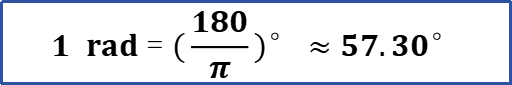 1 rad = (180/π)° ≈ 57.30°